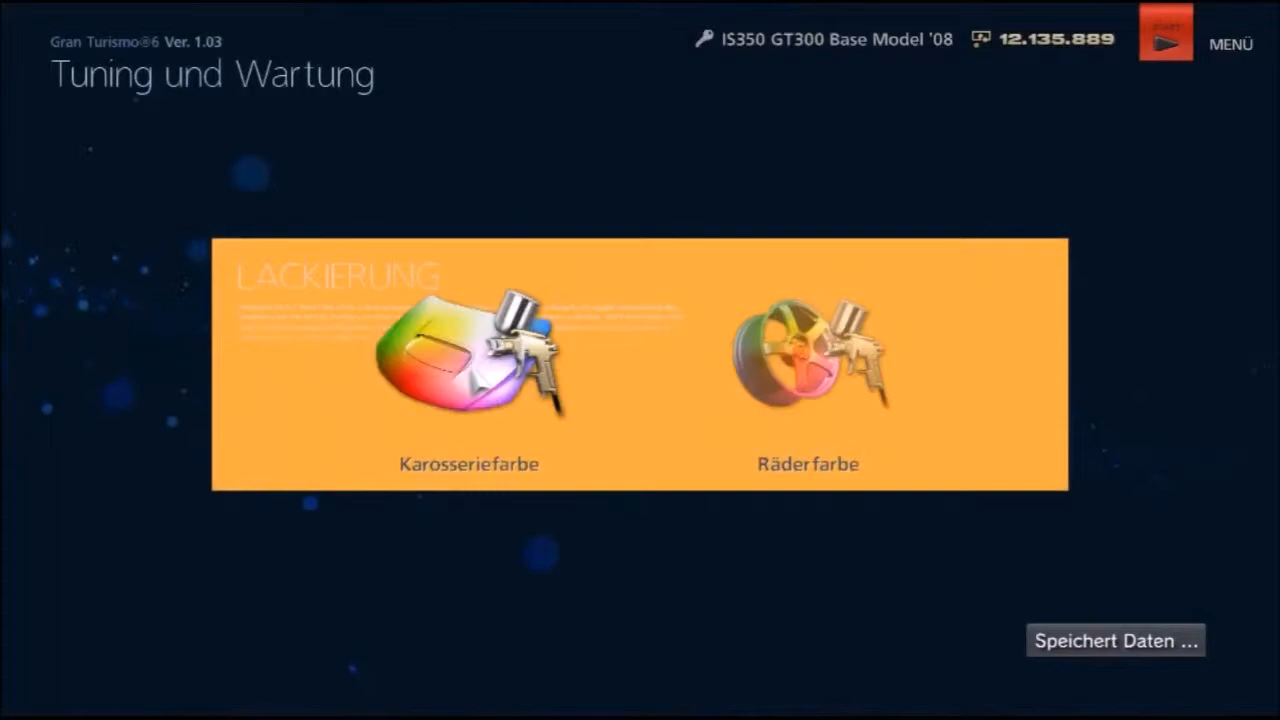 Gran Turismo®6 Ver. 1.03
Tuning und Wartung
IS350 GT300 Base Model '08
12.135.889
START
MENÜ
LACKIERUNG
Karosseriefarbe
Räderfarbe
Speichert Daten ...